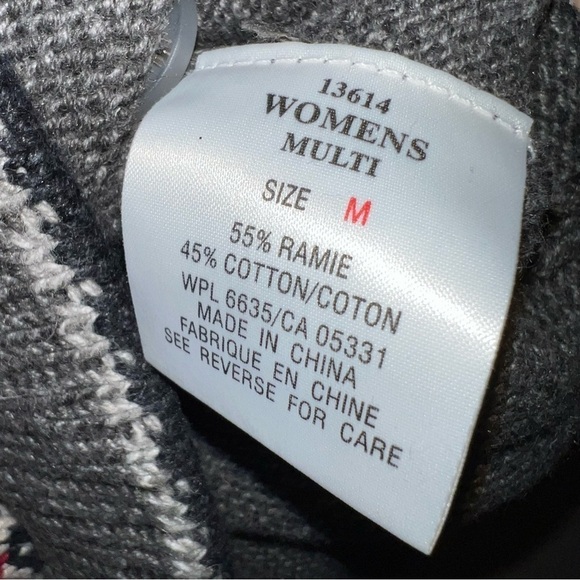 13614
WOMENS
MULTI
SIZE M
55% RAMIE
45% COTTON/COTON
WPL 6635/CA 05331
MADE IN CHINA
FABRIQUE EN CHINE
SEE REVERSE FOR CARE